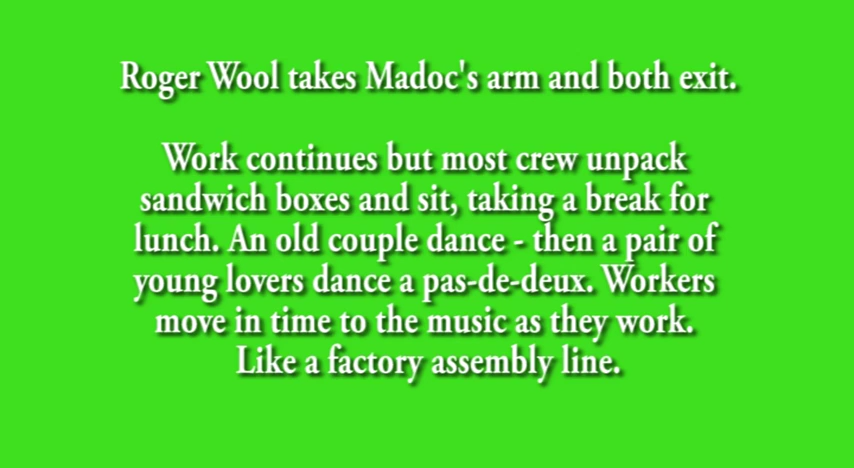 Roger Wool takes Madoc's arm and both exit.
Work continues but most crew unpack
sandwich boxes and sit, taking a break for
lunch. An old couple dance - then a pair of
young lovers dance a pas-de-deux. Workers
move in time to the music as they work.
Like a factory assembly line.